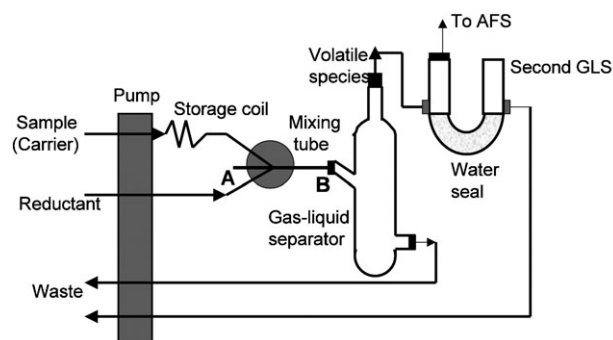 To AFS
Volatile
species
Second GLS
Pump
Storage coil
Sample
(Carrier)
Mixing
tube
Water
seal
A
B
Reductant
Gas-liquid
separator
Waste